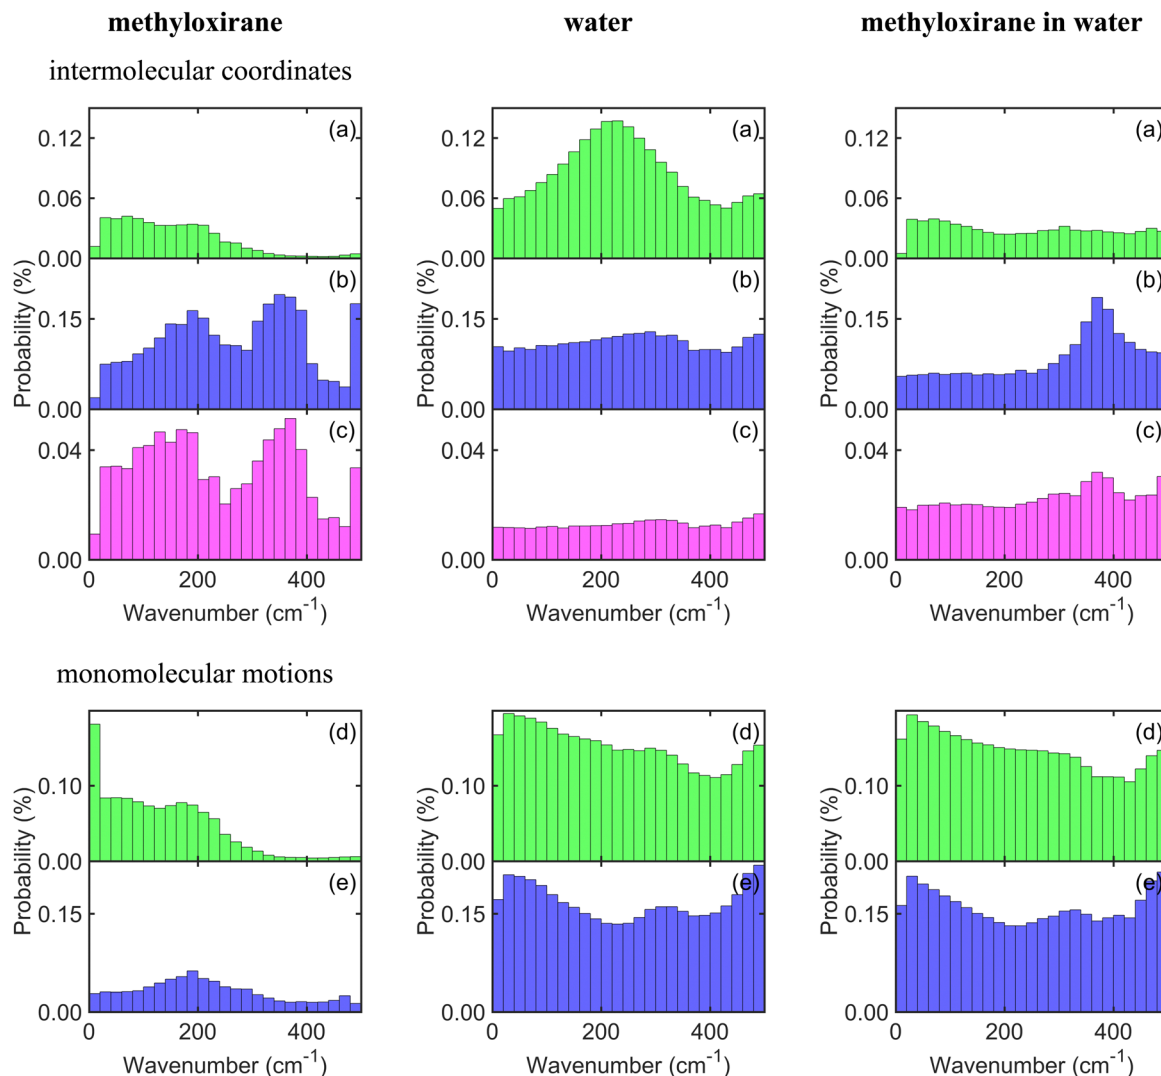 methyloxirane water methyloxirane in water
intermolecular coordinates
(a) (a) (a)
0.12 0.12 0.12
0.06 0.06 0.06
0.00 0.00 0.00
(b) (b) (b)
0.15 0.15 0.15
Probability (%) Probability (%) Probability (%)
0.00 0.00 0.00
(c) (c) (c)
0.04 0.04 0.04
0.00 0.00 0.00
0 200 400 0 200 400 0 200 400
Wavenumber (cm⁻¹) Wavenumber (cm⁻¹) Wavenumber (cm⁻¹)
monomolecular motions
(d) (d) (d)
0.10 0.10 0.10
0.00 0.00 0.00
Probability (%) Probability (%) Probability (%)
(e) (e) (e)
0.15 0.15 0.15
0.00 0.00 0.00
0 200 400 0 200 400 0 200 400
Wavenumber (cm⁻¹) Wavenumber (cm⁻¹) Wavenumber (cm⁻¹)